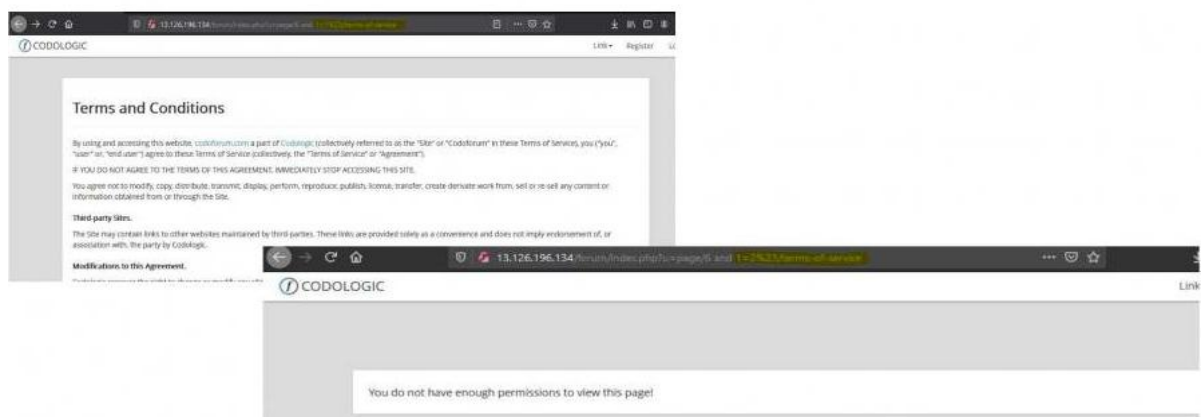 13.126.196.134/forum/index.php?u=page/6 and 1=1%23/terms-of-service
CODOLOGIC
Link
Register
Terms and Conditions
By using and accessing this website, codoforum.com a part of Codologic (collectively referred to as the "Site" or "Codoforum" in these Terms of Service), you ("you",
"user" or, "end user") agree to these Terms of Service (collectively, the "Terms of Service" or "Agreement").
IF YOU DO NOT AGREE TO THE TERMS OF THIS AGREEMENT, IMMEDIATELY STOP ACCESSING THIS SITE.
You agree not to modify, copy, distribute, transmit, display, perform, reproduce, publish, license, transfer, create derivate work from, sell or re-sell any content or
information obtained from or through the Site.
Third-party Sites.
The Site may contain links to other websites maintained by third-parties. These links are provided solely as a convenience and does not imply endorsement of, or
association with, the party by Codologic.
Modifications to this Agreement.
13.126.196.134/forum/index.php?u=page/6 and 1=2%23/terms-of-service
CODOLOGIC
Link
You do not have enough permissions to view this page!